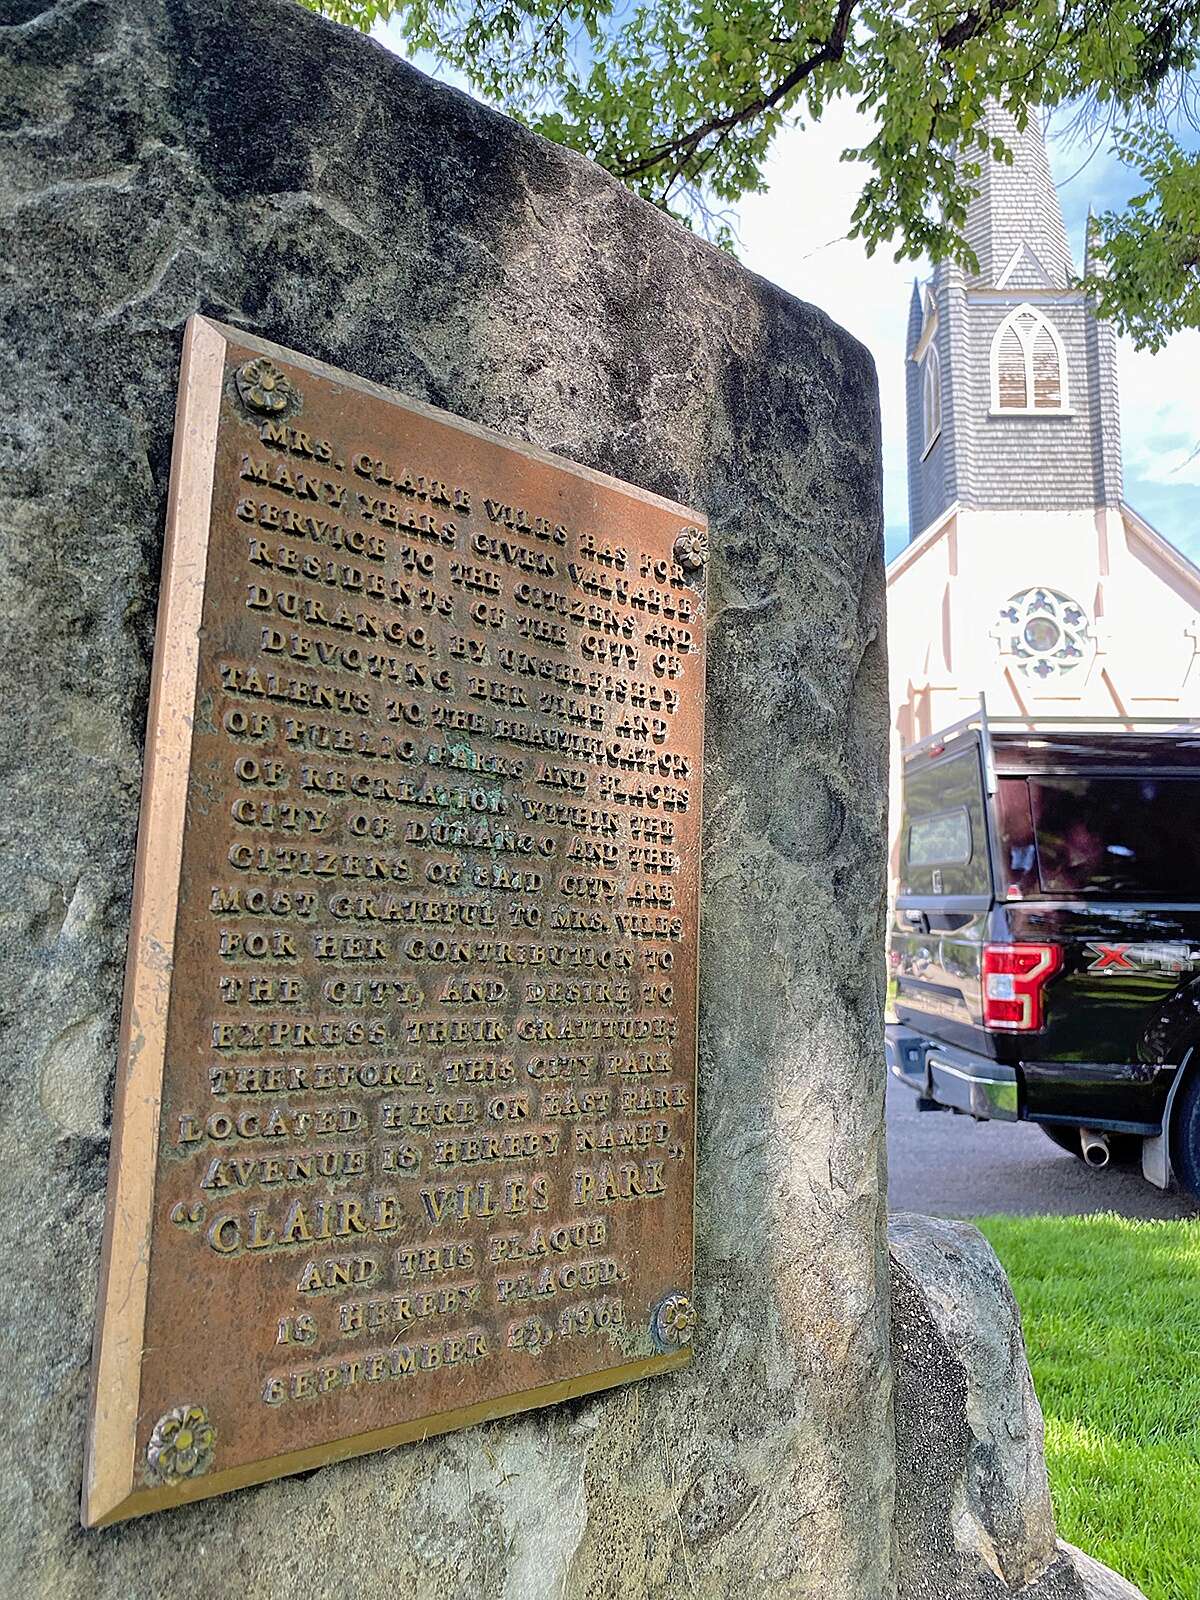 MRS. CLAIRE VILES HAS FOR
MANY YEARS GIVEN VALUABLE
SERVICE TO THE CITIZENS AND
RESIDENTS OF THE CITY OF
DURANGO, BY UNSELFISHLY
DEVOTING HER TIME AND
TALENTS TO THE BEAUTIFICATION
OF PUBLIC PARKS AND PLACES
OF RECREATION WITHIN THE
CITY OF DURANGO AND THE
CITIZENS OF SAID CITY ARE
MOST GRATEFUL TO MRS. VILES
FOR HER CONTRIBUTION TO
THE CITY, AND DESIRE TO
EXPRESS THEIR GRATITUDE;
THEREFORE, THIS CITY PARK
LOCATED HERE ON EAST PARK
AVENUE IS HEREBY NAMED
"CLAIRE VILES PARK"
AND THIS PLAQUE
IS HEREBY PLACED.
SEPTEMBER 23, 1961